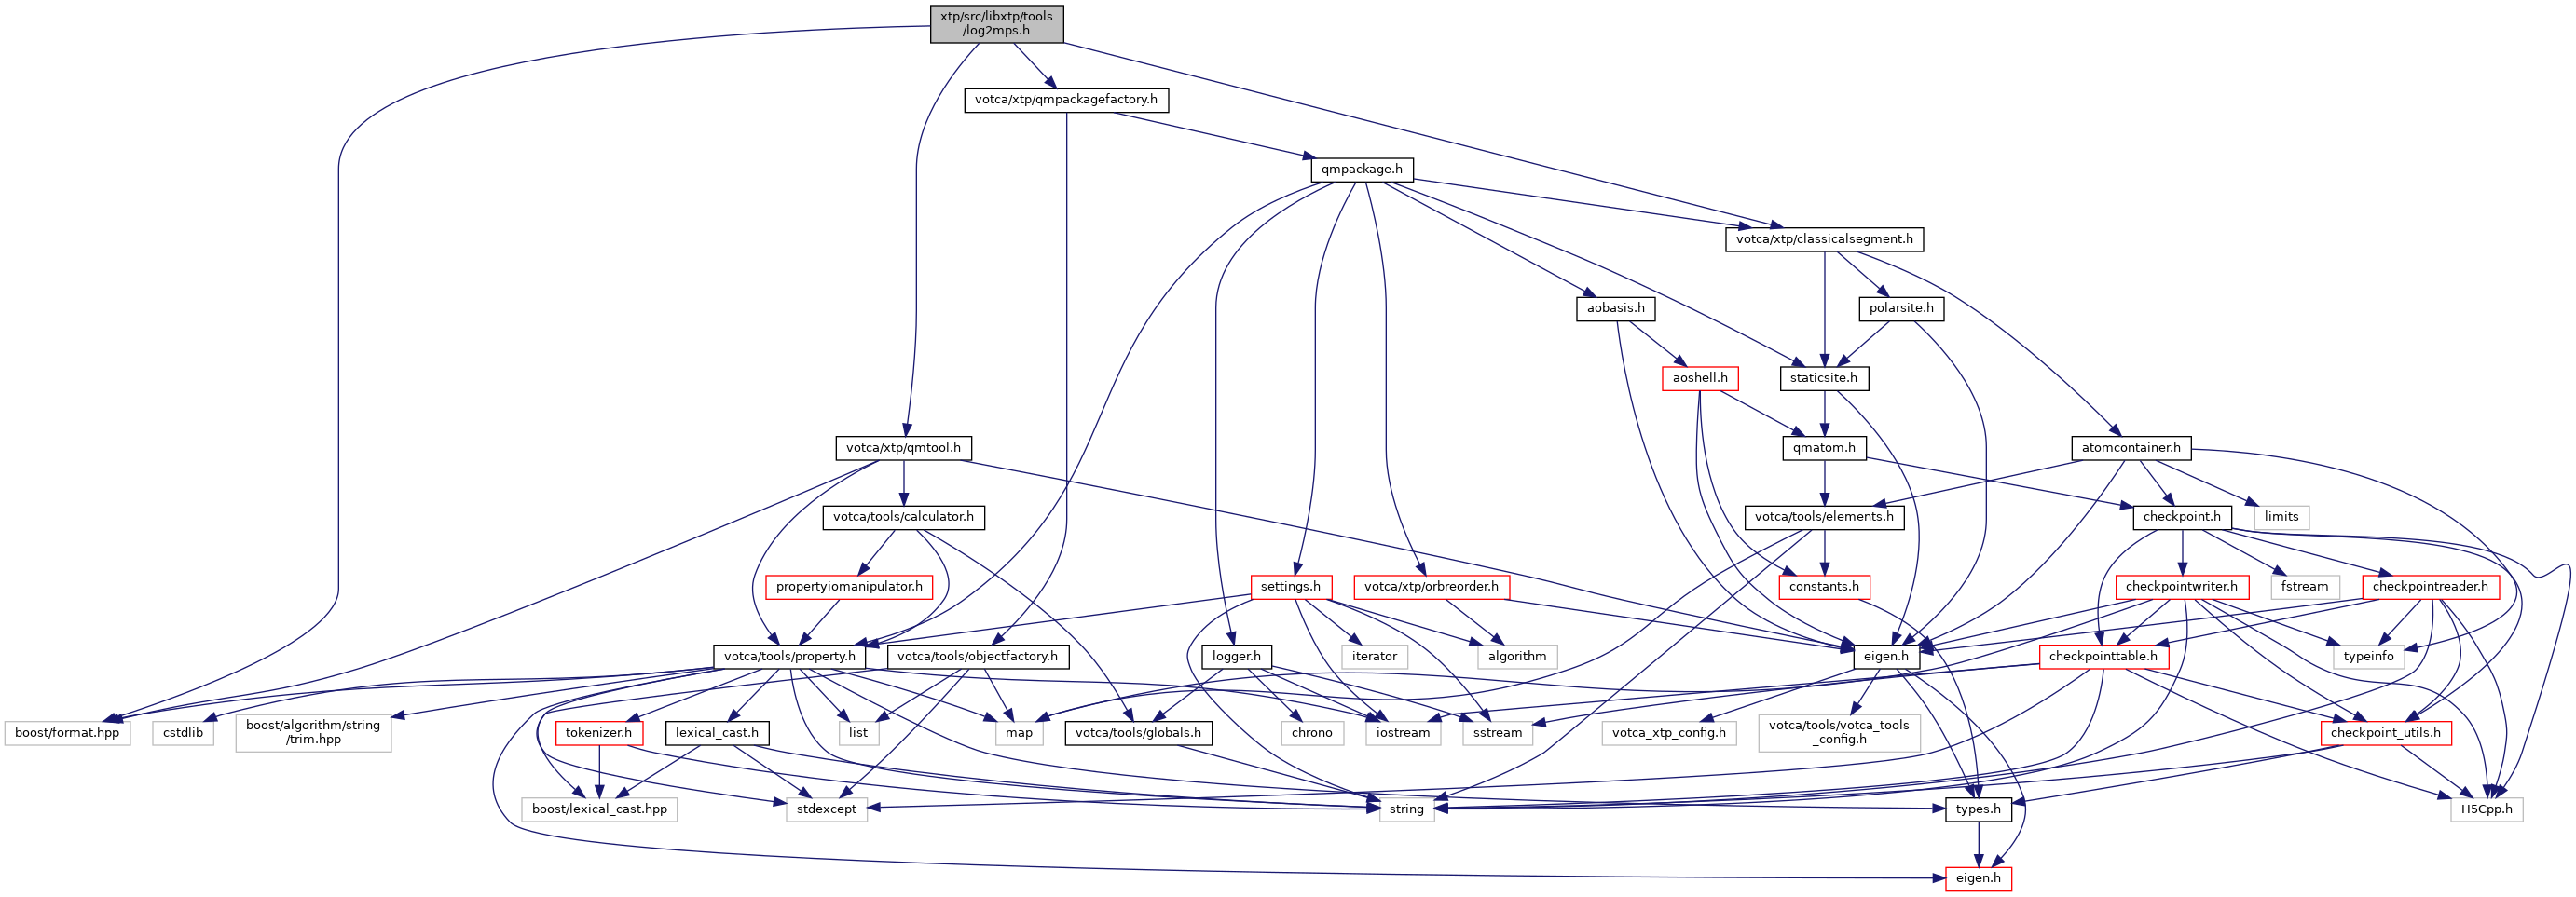 xtp/src/libxtp/tools
/log2mps.h
votca/xtp/qmpackagefactory.h
qmpackage.h
votca/xtp/classicalsegment.h
aobasis.h
polarsite.h
aoshell.h
staticsite.h
votca/xtp/qmtool.h
qmatom.h
atomcontainer.h
votca/tools/calculator.h
votca/tools/elements.h
checkpoint.h
limits
propertyiomanipulator.h
settings.h
votca/xtp/orbreorder.h
constants.h
checkpointwriter.h
fstream
checkpointreader.h
votca/tools/property.h
votca/tools/objectfactory.h
logger.h
iterator
algorithm
eigen.h
checkpointtable.h
typeinfo
boost/format.hpp
cstdlib
boost/algorithm/string
/trim.hpp
tokenizer.h
lexical_cast.h
list
map
votca/tools/globals.h
chrono
iostream
sstream
votca_xtp_config.h
votca/tools/votca_tools
_config.h
checkpoint_utils.h
boost/lexical_cast.hpp
stdexcept
string
types.h
H5Cpp.h
eigen.h